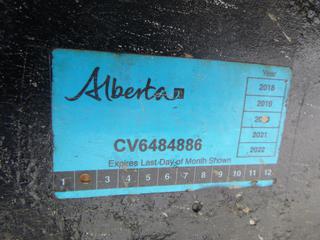 Alberta
Year
2018
2019
2021
2022
CV6484886
Expires Last Day of Month Shown
1 3 4 5 6 7 8 9 10 11 12